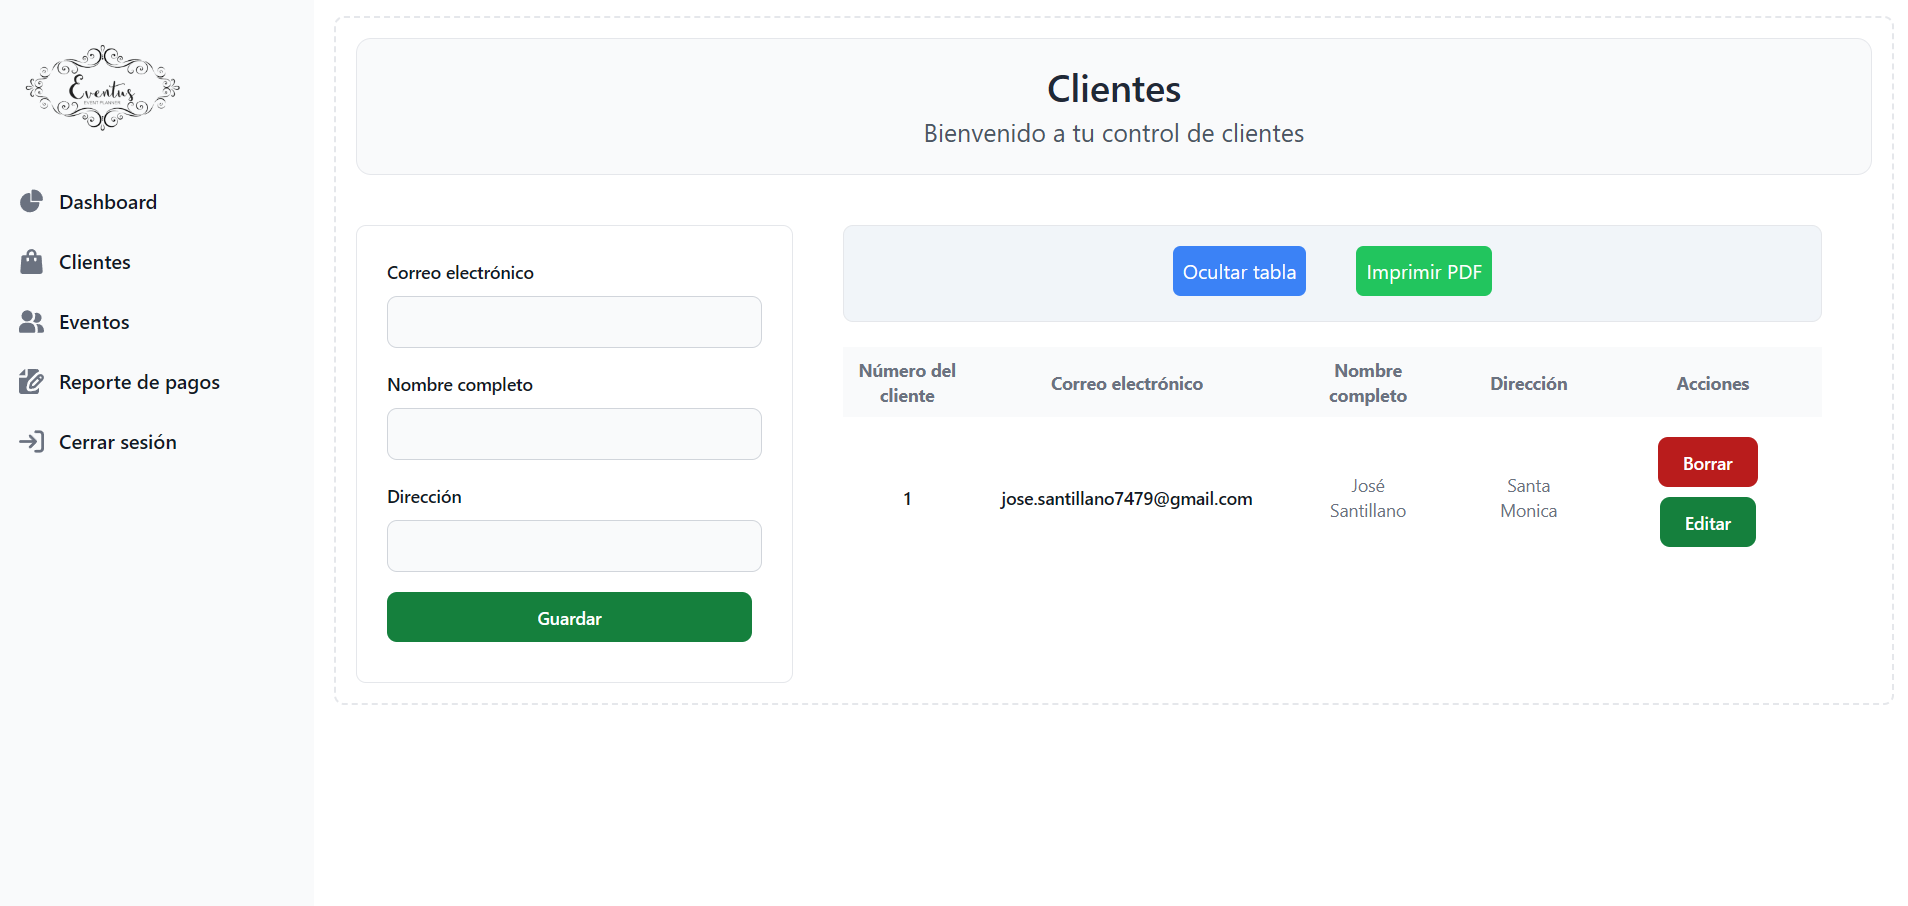 Eventus
EVENT PLANNER
Dashboard
Clientes
Eventos
Reporte de pagos
Cerrar sesión
Clientes
Bienvenido a tu control de clientes
Correo electrónico
Nombre completo
Dirección
Guardar
Ocultar tabla
Imprimir PDF
Número del
cliente
Correo electrónico
Nombre
completo
Dirección
Acciones
1
jose.santillano7479@gmail.com
José
Santillano
Santa
Monica
Borrar
Editar